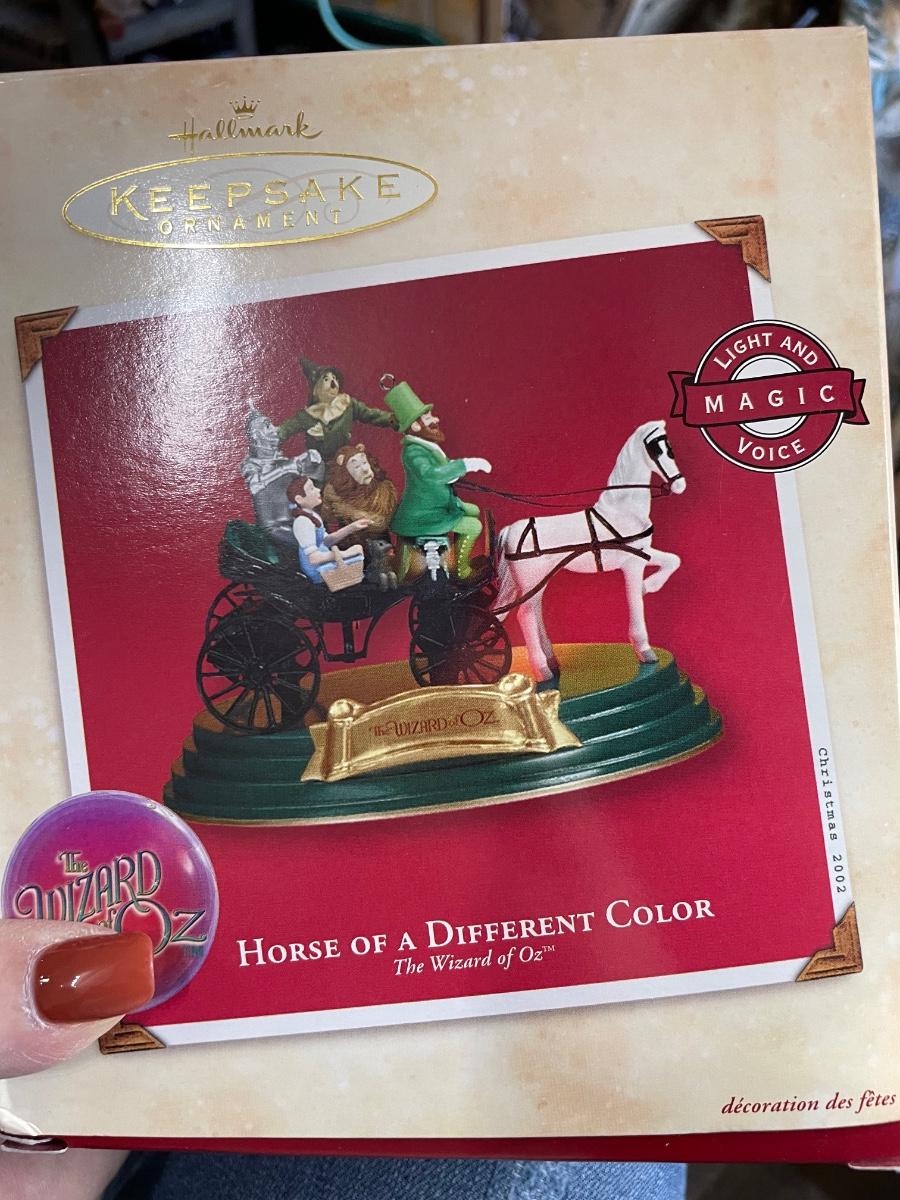 Hallmark
KEEPSAKE
ORNAMENT
LIGHT AND
MAGIC
VOICE
The WIZARD of OZ
Christmas 2002
The
WIZARD
of OZ
HORSE OF A DIFFERENT COLOR
The Wizard of Oz™
décoration des fêtes